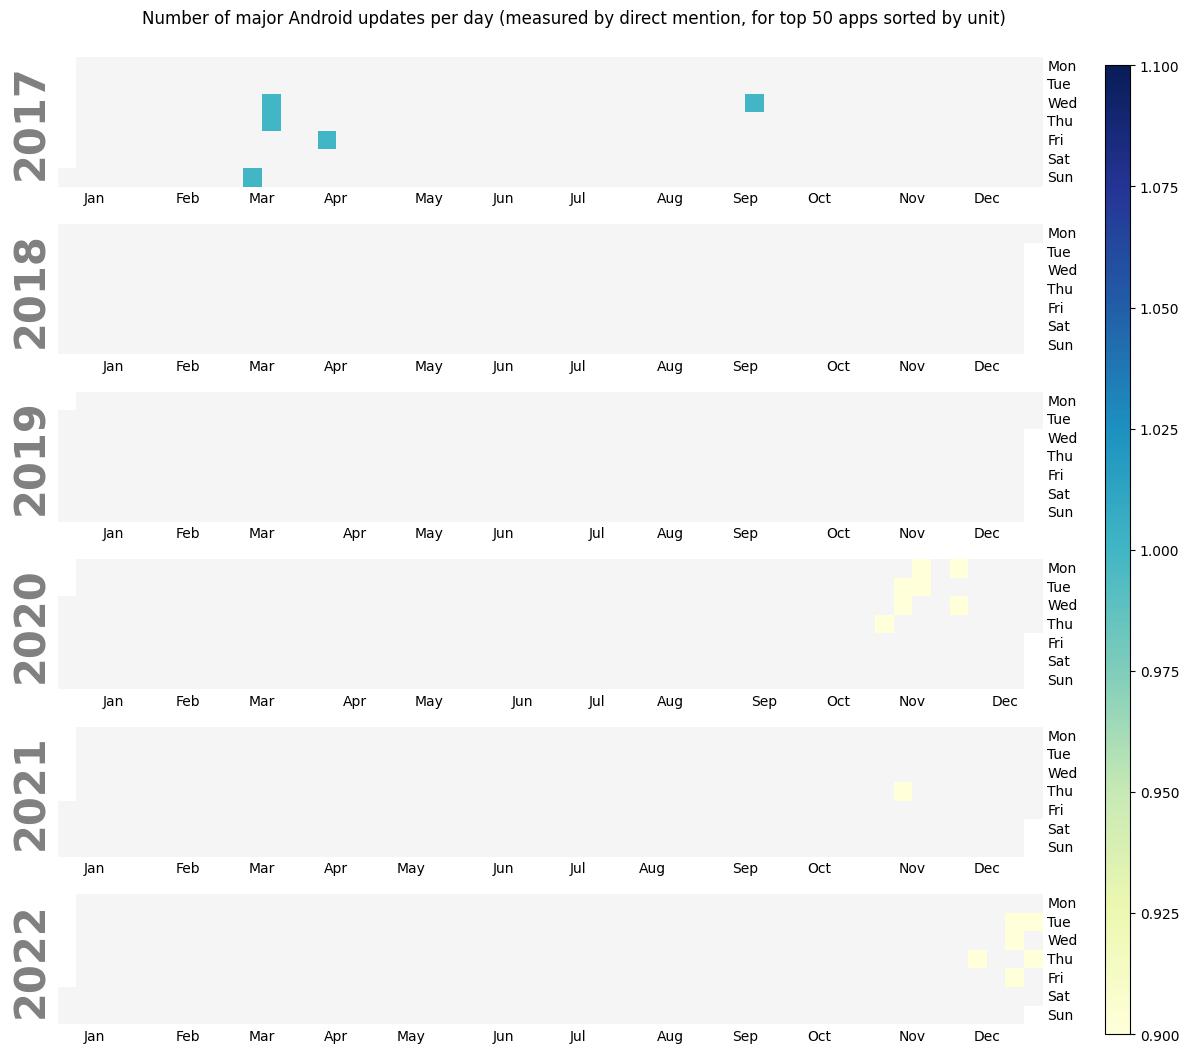 Number of major Android updates per day (measured by direct mention, for top 50 apps sorted by unit)
2017
Mon
Tue
Wed
Thu
Fri
Sat
Sun
Jan Feb Mar Apr May Jun Jul Aug Sep Oct Nov Dec
2018
Mon
Tue
Wed
Thu
Fri
Sat
Sun
Jan Feb Mar Apr May Jun Jul Aug Sep Oct Nov Dec
2019
Mon
Tue
Wed
Thu
Fri
Sat
Sun
Jan Feb Mar Apr May Jun Jul Aug Sep Oct Nov Dec
2020
Mon
Tue
Wed
Thu
Fri
Sat
Sun
Jan Feb Mar Apr May Jun Jul Aug Sep Oct Nov Dec
2021
Mon
Tue
Wed
Thu
Fri
Sat
Sun
Jan Feb Mar Apr May Jun Jul Aug Sep Oct Nov Dec
2022
Mon
Tue
Wed
Thu
Fri
Sat
Sun
Jan Feb Mar Apr May Jun Jul Aug Sep Oct Nov Dec
1.100
1.075
1.050
1.025
1.000
0.975
0.950
0.925
0.900